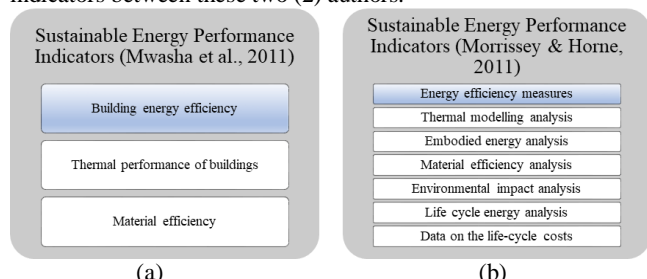 indicators between these two (2) authors.
Sustainable Energy Performance
Indicators (Mwasha et al., 2011)
Building energy efficiency
Thermal performance of buildings
Material efficiency
(a)
Sustainable Energy Performance
Indicators (Morrissey & Horne,
2011)
Energy efficiency measures
Thermal modelling analysis
Embodied energy analysis
Material efficiency analysis
Environmental impact analysis
Life cycle energy analysis
Data on the life-cycle costs
(b)